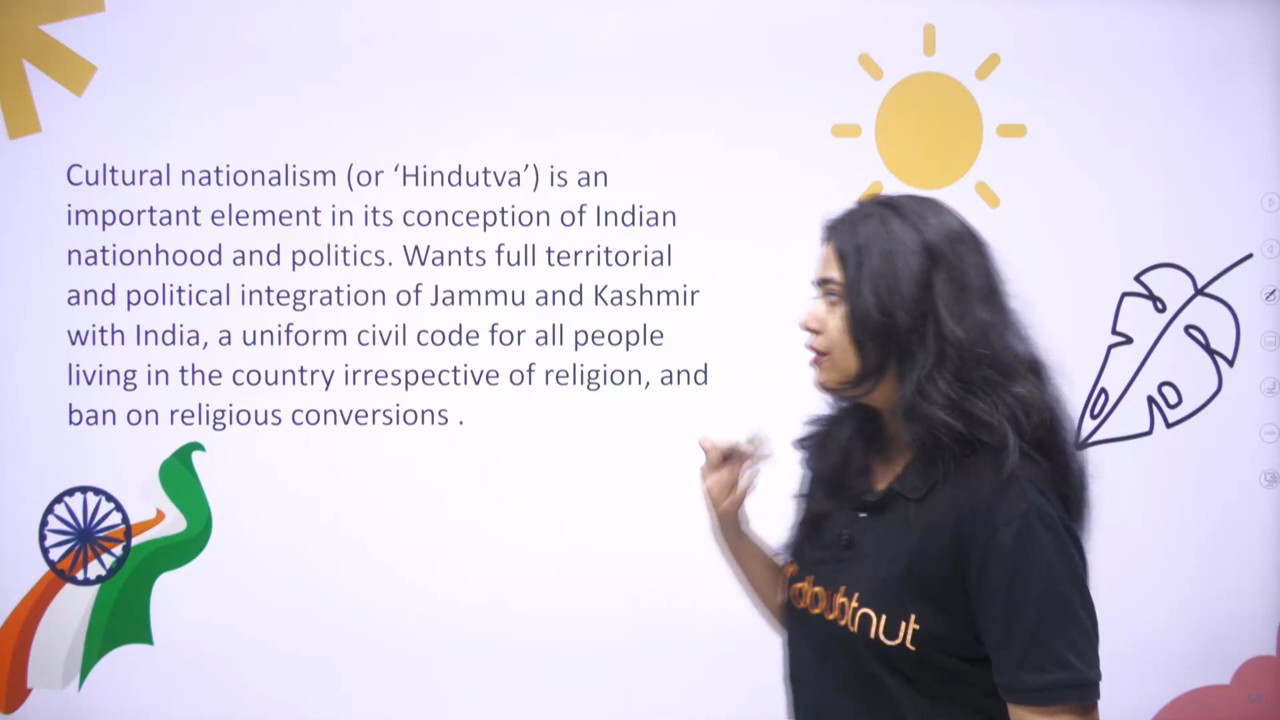 Cultural nationalism (or ‘Hindutva’) is an
important element in its conception of Indian
nationhood and politics. Wants full territorial
and political integration of Jammu and Kashmir
with India, a uniform civil code for all people
living in the country irrespective of religion, and
ban on religious conversions .
doubtnut